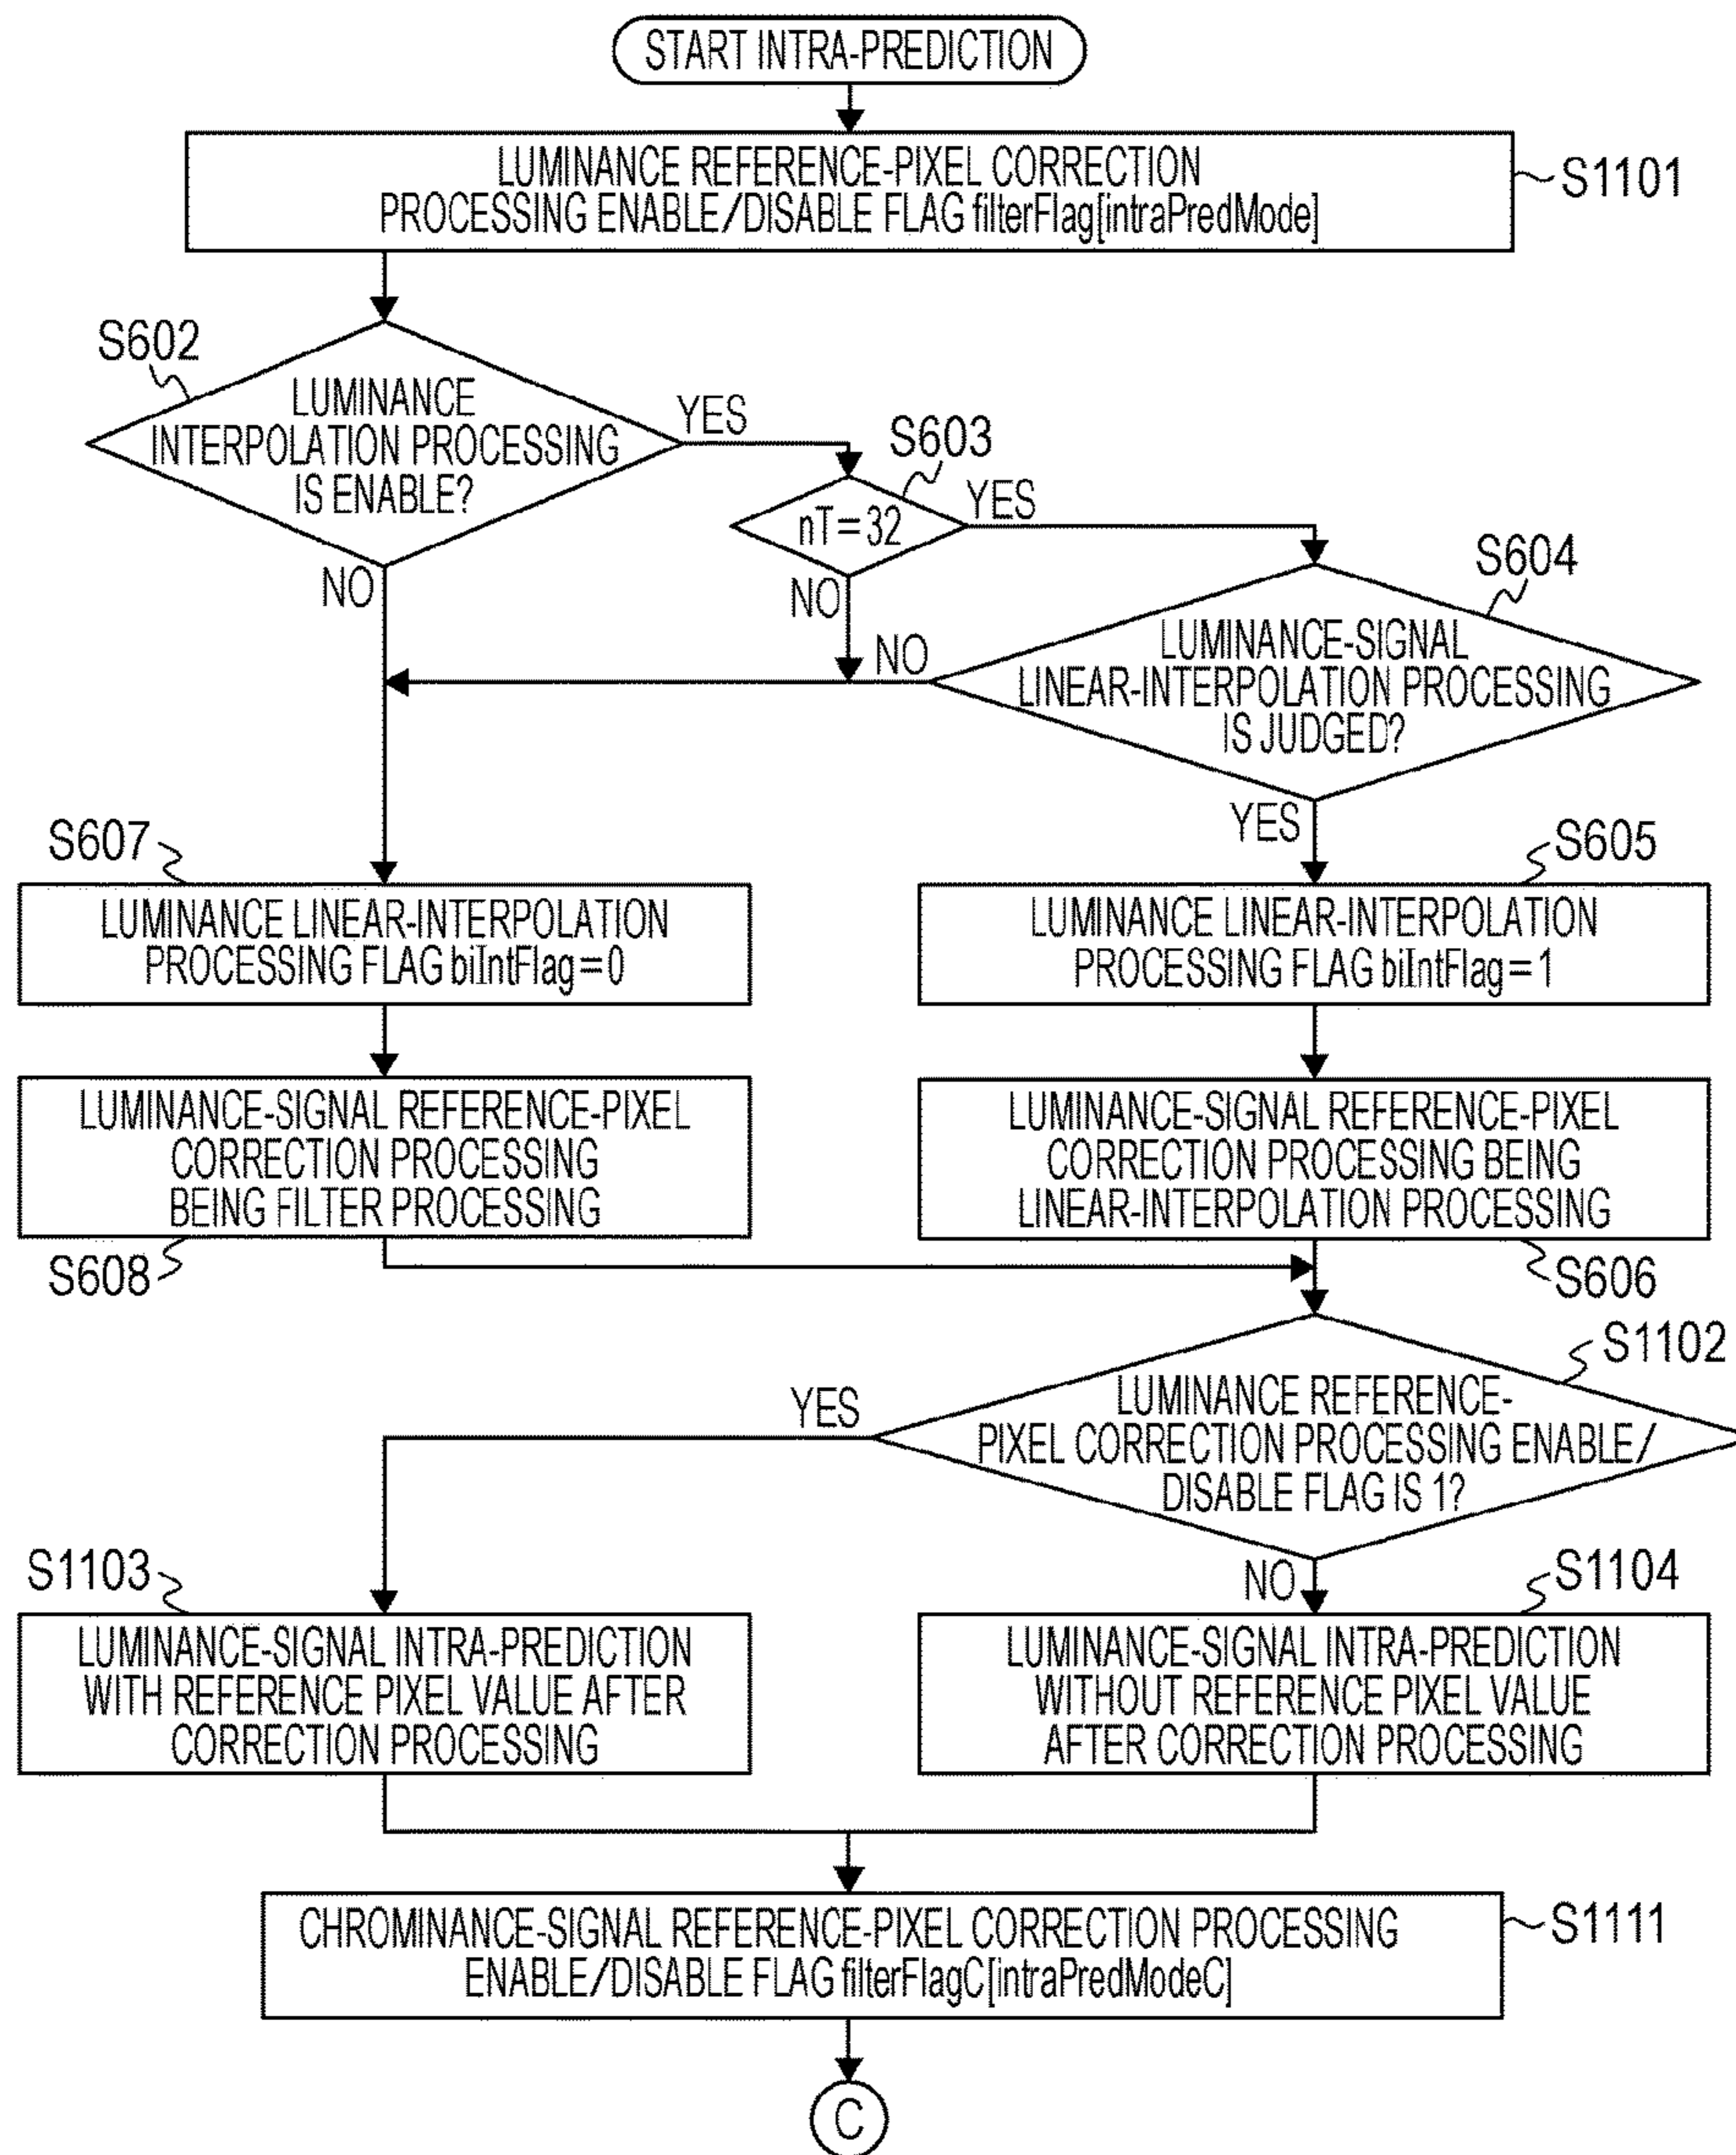 START INTRA-PREDICTION
LUMINANCE REFERENCE-PIXEL CORRECTION
PROCESSING ENABLE/DISABLE FLAG filterFlag[intraPredMode]
S1101
S602
LUMINANCE
INTERPOLATION PROCESSING
IS ENABLE?
YES
NO
S603
nT=32
YES
NO
S604
LUMINANCE-SIGNAL
LINEAR-INTERPOLATION PROCESSING
IS JUDGED?
NO
YES
S607
LUMINANCE LINEAR-INTERPOLATION
PROCESSING FLAG biIntFlag=0
S605
LUMINANCE LINEAR-INTERPOLATION
PROCESSING FLAG biIntFlag=1
LUMINANCE-SIGNAL REFERENCE-PIXEL
CORRECTION PROCESSING
BEING FILTER PROCESSING
S608
LUMINANCE-SIGNAL REFERENCE-PIXEL
CORRECTION PROCESSING BEING
LINEAR-INTERPOLATION PROCESSING
S606
S1102
LUMINANCE REFERENCE-
PIXEL CORRECTION PROCESSING ENABLE/
DISABLE FLAG IS 1?
YES
NO
S1103
LUMINANCE-SIGNAL INTRA-PREDICTION
WITH REFERENCE PIXEL VALUE AFTER
CORRECTION PROCESSING
S1104
LUMINANCE-SIGNAL INTRA-PREDICTION
WITHOUT REFERENCE PIXEL VALUE
AFTER CORRECTION PROCESSING
CHROMINANCE-SIGNAL REFERENCE-PIXEL CORRECTION PROCESSING
ENABLE/DISABLE FLAG filterFlagC[intraPredModeC]
S1111
C